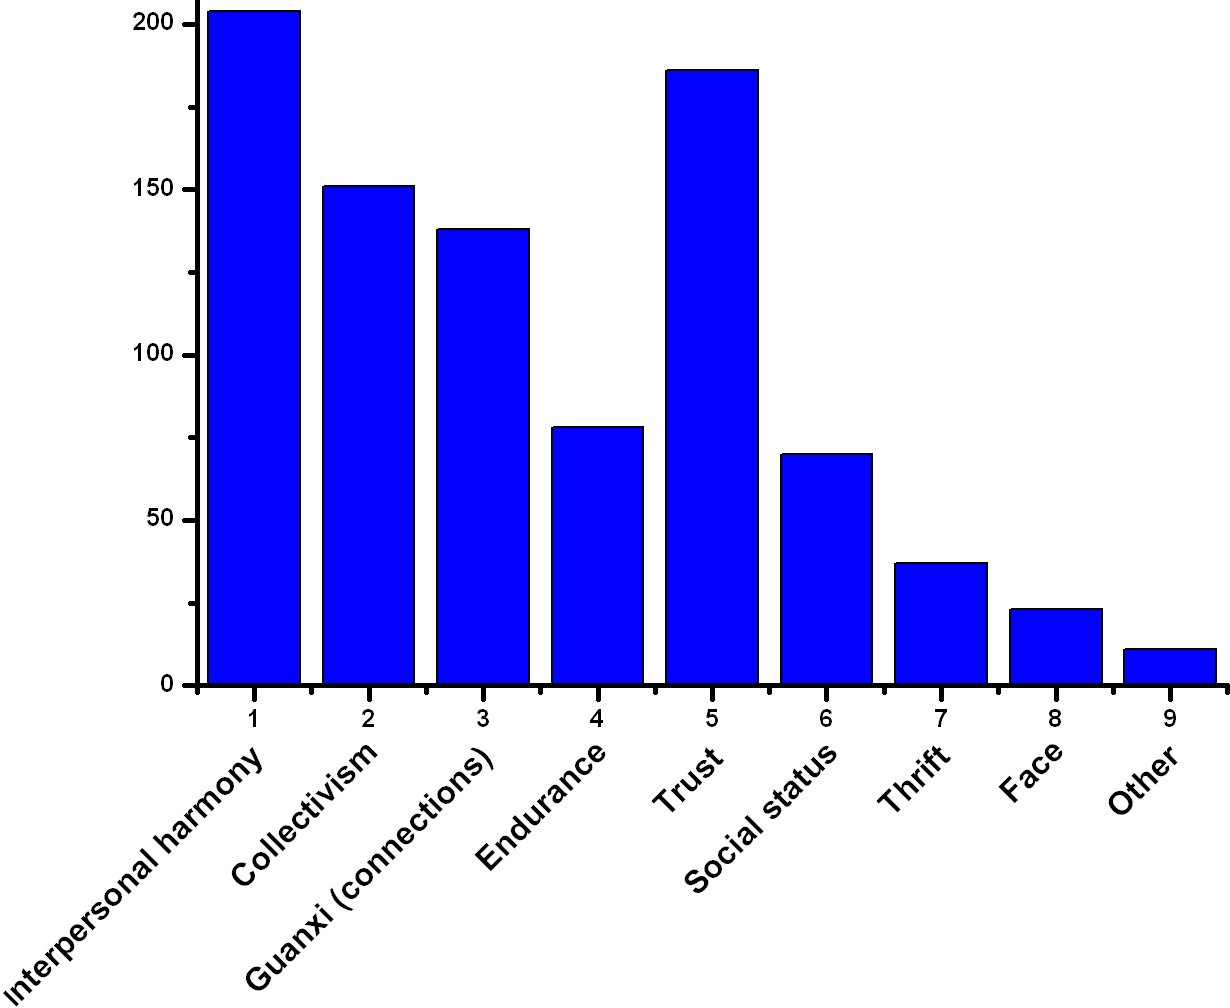 200
150
100
50
0
1 2 3 4 5 6 7 8 9
Interpersonal harmony
Collectivism
Guanxi (connections)
Endurance
Trust
Social status
Thrift
Face
Other